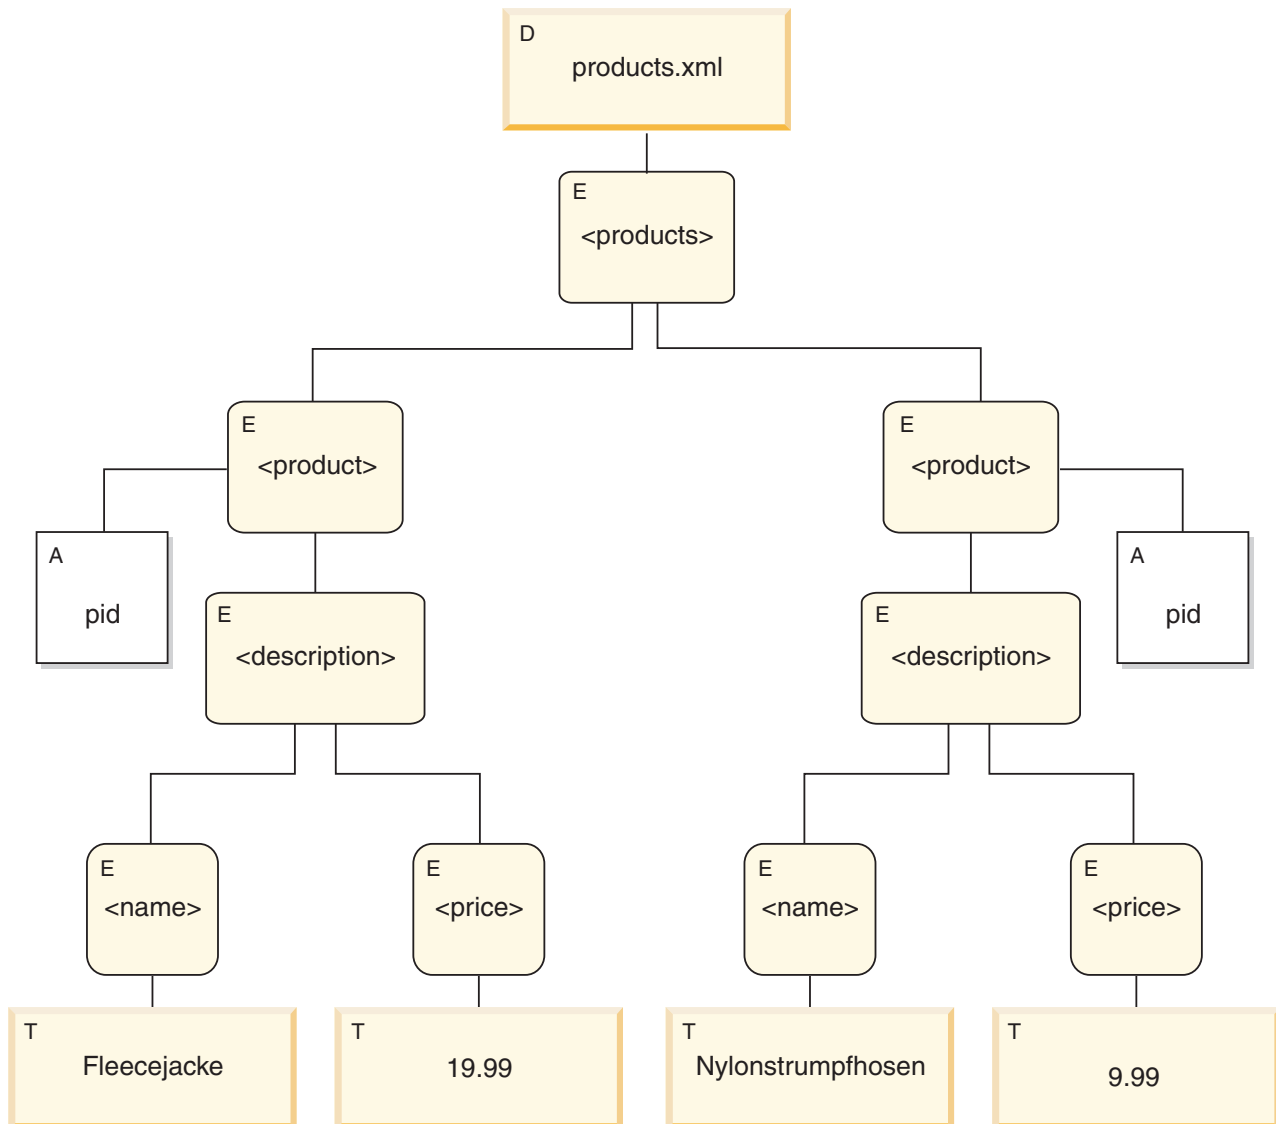 D
products.xml
E
<products>
E
<product>
E
<product>
A
pid
E
<description>
E
<description>
A
pid
E
<name>
E
<price>
E
<name>
E
<price>
T
Fleecejacke
T
19.99
T
Nylonstrumpfhosen
T
9.99